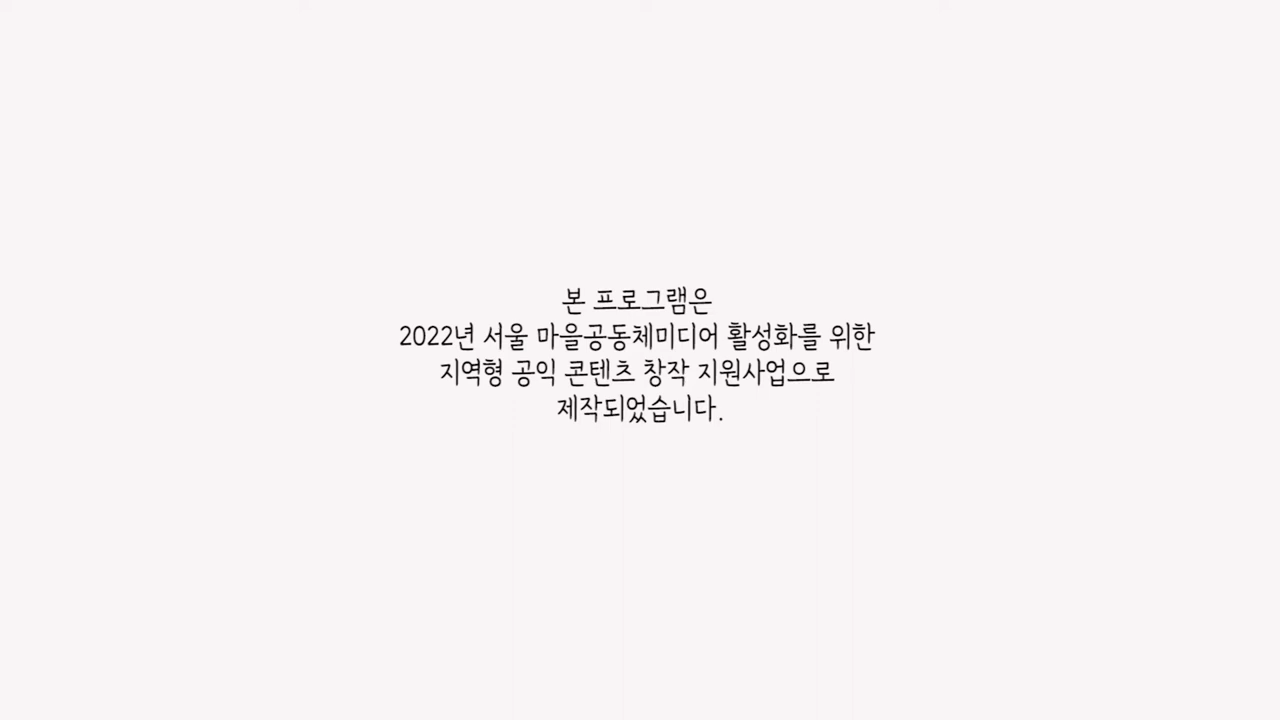 본 프로그램은
2022년 서울 마을공동체미디어 활성화를 위한
지역형 공익 콘텐츠 창작 지원사업으로
제작되었습니다.